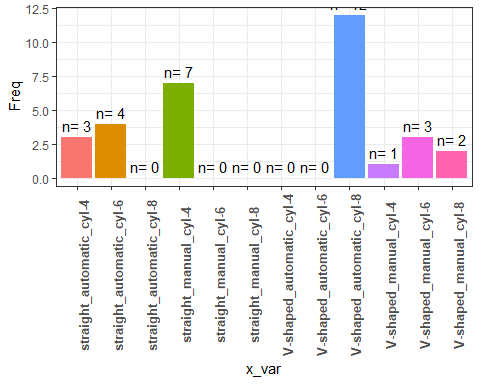 12.5
10.0
7.5
5.0
2.5
0.0
Freq
n= 3
n= 4
n= 0
n= 7
n= 0
n= 0
n= 0
n= 0
n= 12
n= 1
n= 3
n= 2
straight_automatic_cyl-4
straight_automatic_cyl-6
straight_automatic_cyl-8
straight_manual_cyl-4
straight_manual_cyl-6
straight_manual_cyl-8
V-shaped_automatic_cyl-4
V-shaped_automatic_cyl-6
V-shaped_automatic_cyl-8
V-shaped_manual_cyl-4
V-shaped_manual_cyl-6
V-shaped_manual_cyl-8
x_var